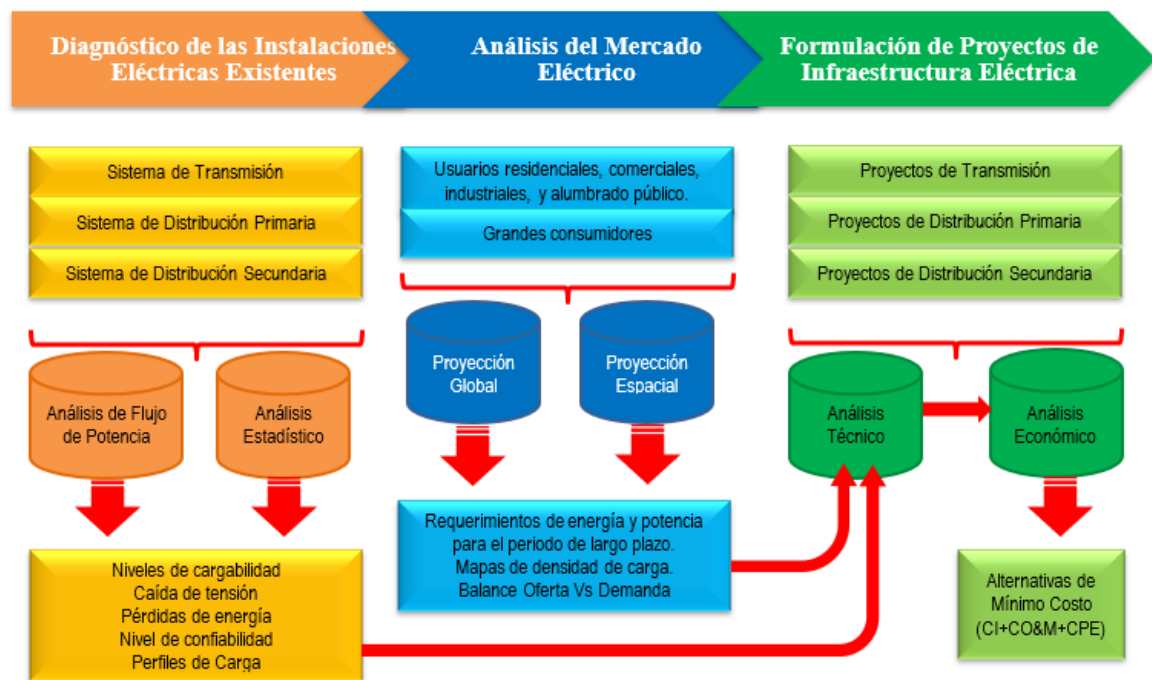 Diagnóstico de las Instalaciones
Eléctricas Existentes
Análisis del Mercado
Eléctrico
Formulación de Proyectos de
Infraestructura Eléctrica
Sistema de Transmisión
Sistema de Distribución Primaria
Sistema de Distribución Secundaria
Análisis de Flujo
de Potencia
Análisis
Estadístico
Niveles de cargabilidad
Caída de tensión
Pérdidas de energía
Nivel de confiabilidad
Perfiles de Carga
Usuarios residenciales, comerciales,
industriales, y alumbrado público.
Grandes consumidores
Proyección
Global
Proyección
Espacial
Requerimientos de energía y potencia
para el periodo de largo plazo.
Mapas de densidad de carga.
Balance Oferta Vs Demanda
Proyectos de Transmisión
Proyectos de Distribución Primaria
Proyectos de Distribución Secundaria
Análisis
Técnico
Análisis
Económico
Alternativas de
Mínimo Costo
(CI+CO&M+CPE)